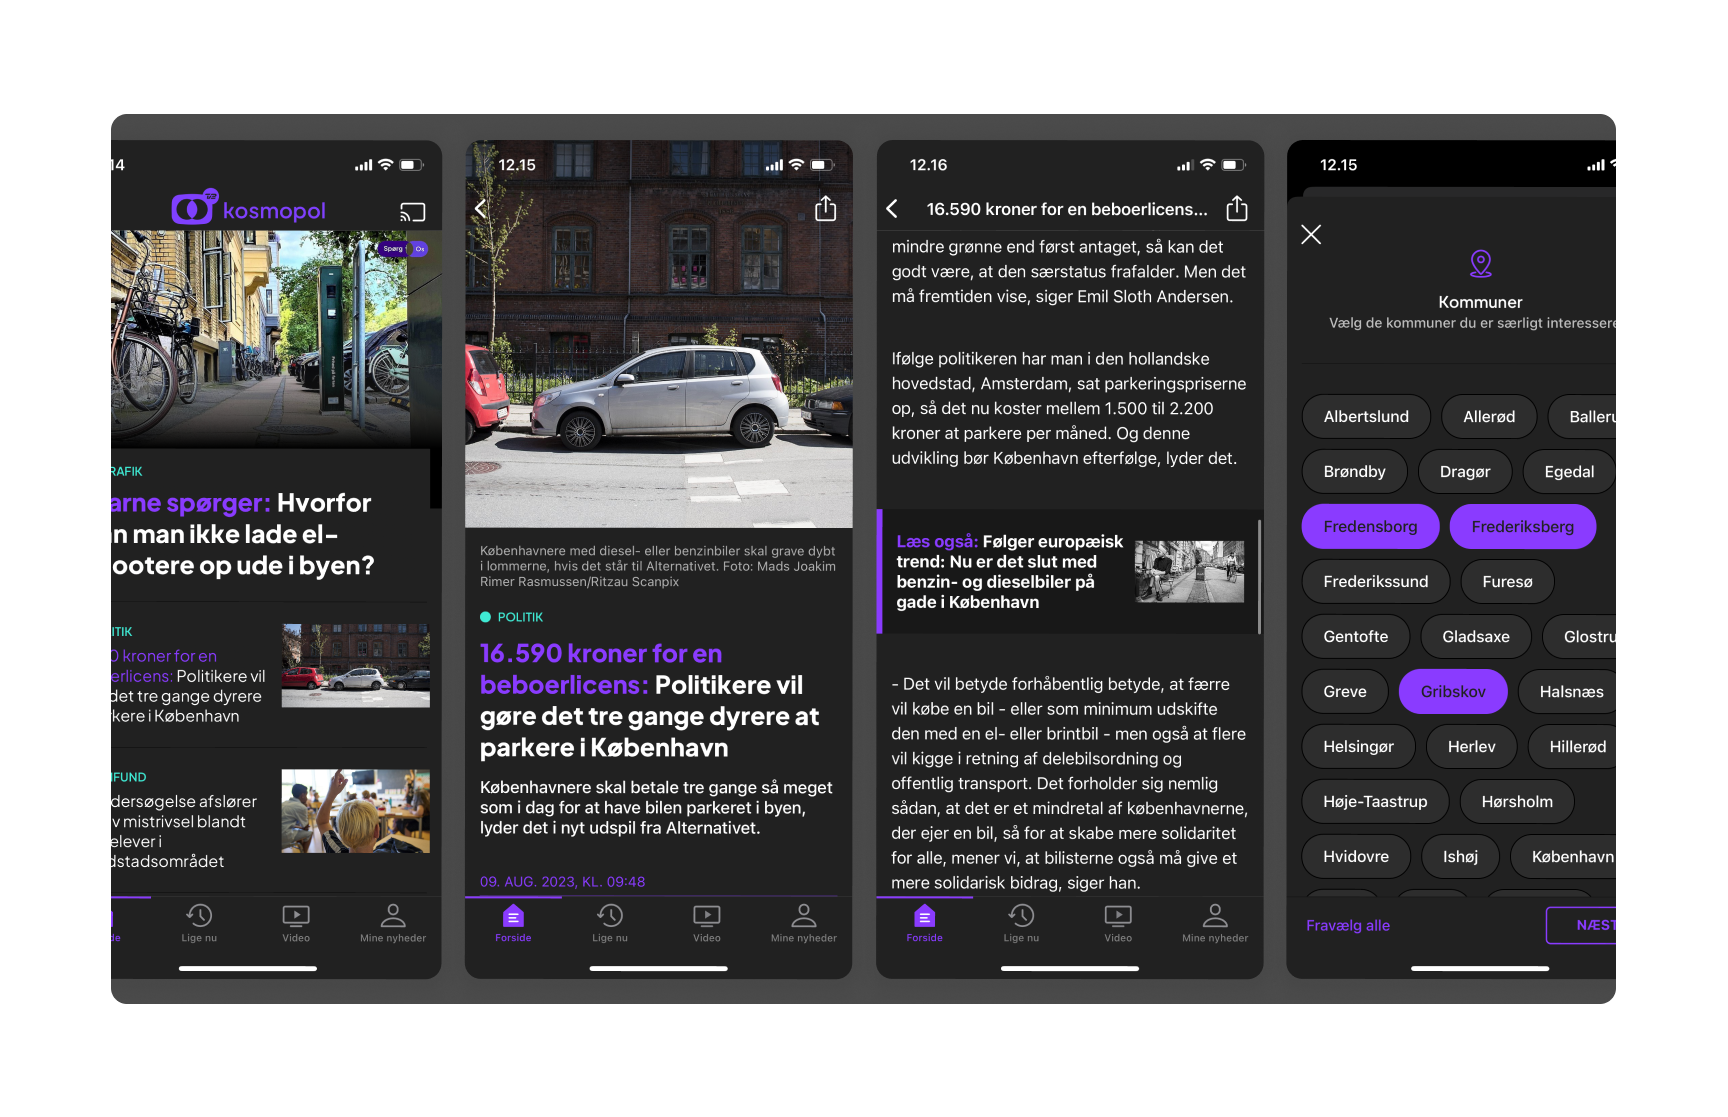 14
kosmopol
Spørg Os
RAFIK
arne spørger: Hvorfor
n man ikke lade el-
ootere op ude i byen?
ITIK
0 kroner for en
erlicens: Politikere vil
det tre gange dyrere
kere i København
FUND
dersøgelse afslører
v mistrivsel blandt
elever i
dstadsområdet
de
Lige nu
Video
Mine nyheder
12.15
Københavnere med diesel- eller benzinbiler skal grave dybt
i lommerne, hvis det står til Alternativet. Foto: Mads Joakim
Rimer Rasmussen/Ritzau Scanpix
POLITIK
16.590 kroner for en
beboerlicens: Politikere vil
gøre det tre gange dyrere at
parkere i København
Københavnere skal betale tre gange så meget
som i dag for at have bilen parkeret i byen,
lyder det i nyt udspil fra Alternativet.
09. AUG. 2023, KL. 09:48
Forside
Lige nu
Video
Mine nyheder
12.16
16.590 kroner for en beboerlicens...
mindre grønne end først antaget, så kan det
godt være, at den særstatus frafalder. Men det
må fremtiden vise, siger Emil Sloth Andersen.
Ifølge politikeren har man i den hollandske
hovedstad, Amsterdam, sat parkeringspriserne
op, så det nu koster mellem 1.500 til 2.200
kroner at parkere per måned. Og denne
udvikling bør København efterfølge, lyder det.
Læs også: Følger europæisk
trend: Nu er det slut med
benzin- og dieselbiler på
gade i København
- Det vil betyde forhåbentlig betyde, at færre
vil købe en bil - eller som minimum udskifte
den med en el- eller brintbil - men også at flere
vil kigge i retning af delebilsordning og
offentlig transport. Det forholder sig nemlig
sådan, at det er et mindretal af københavnerne,
der ejer en bil, så for at skabe mere solidaritet
for alle, mener vi, at bilisterne også må give et
mere solidarisk bidrag, siger han.
Forside
Lige nu
Video
Mine nyheder
12.15
Kommuner
Vælg de kommuner du er særligt interessere
Albertslund Allerød Balleru
Brøndby Dragør Egedal
Fredensborg Frederiksberg
Frederikssund Furesø
Gentofte Gladsaxe Glostru
Greve Gribskov Halsnæs
Helsingør Herlev Hillerød
Høje-Taastrup Hørsholm
Hvidovre Ishøj København
Fravælg alle
NÆST